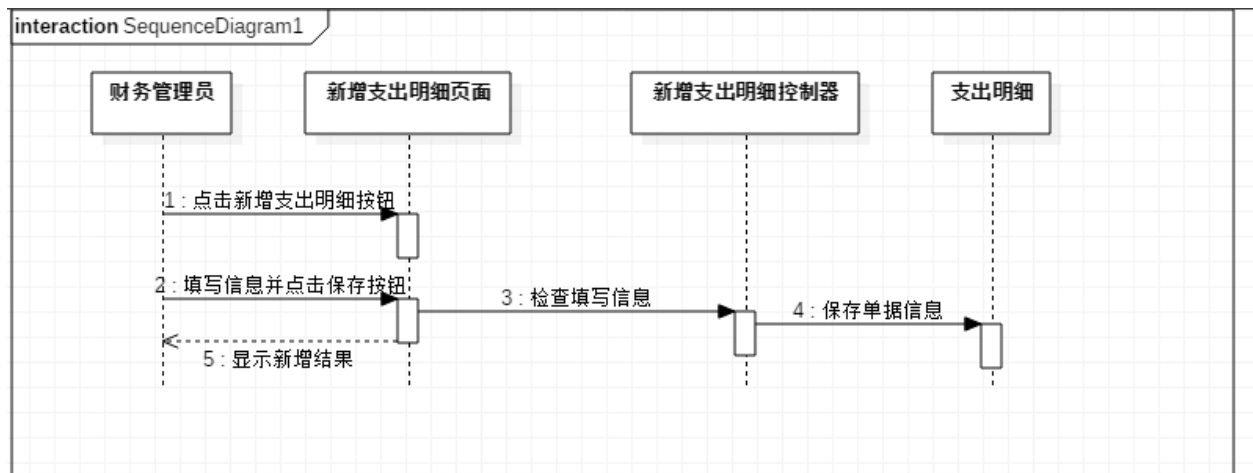 interaction SequenceDiagram1
财务管理员
新增支出明细页面
新增支出明细控制器
支出明细
1 : 点击新增支出明细按钮
2 : 填写信息并点击保存按钮
3 : 检查填写信息
4 : 保存单据信息
5 : 显示新增结果